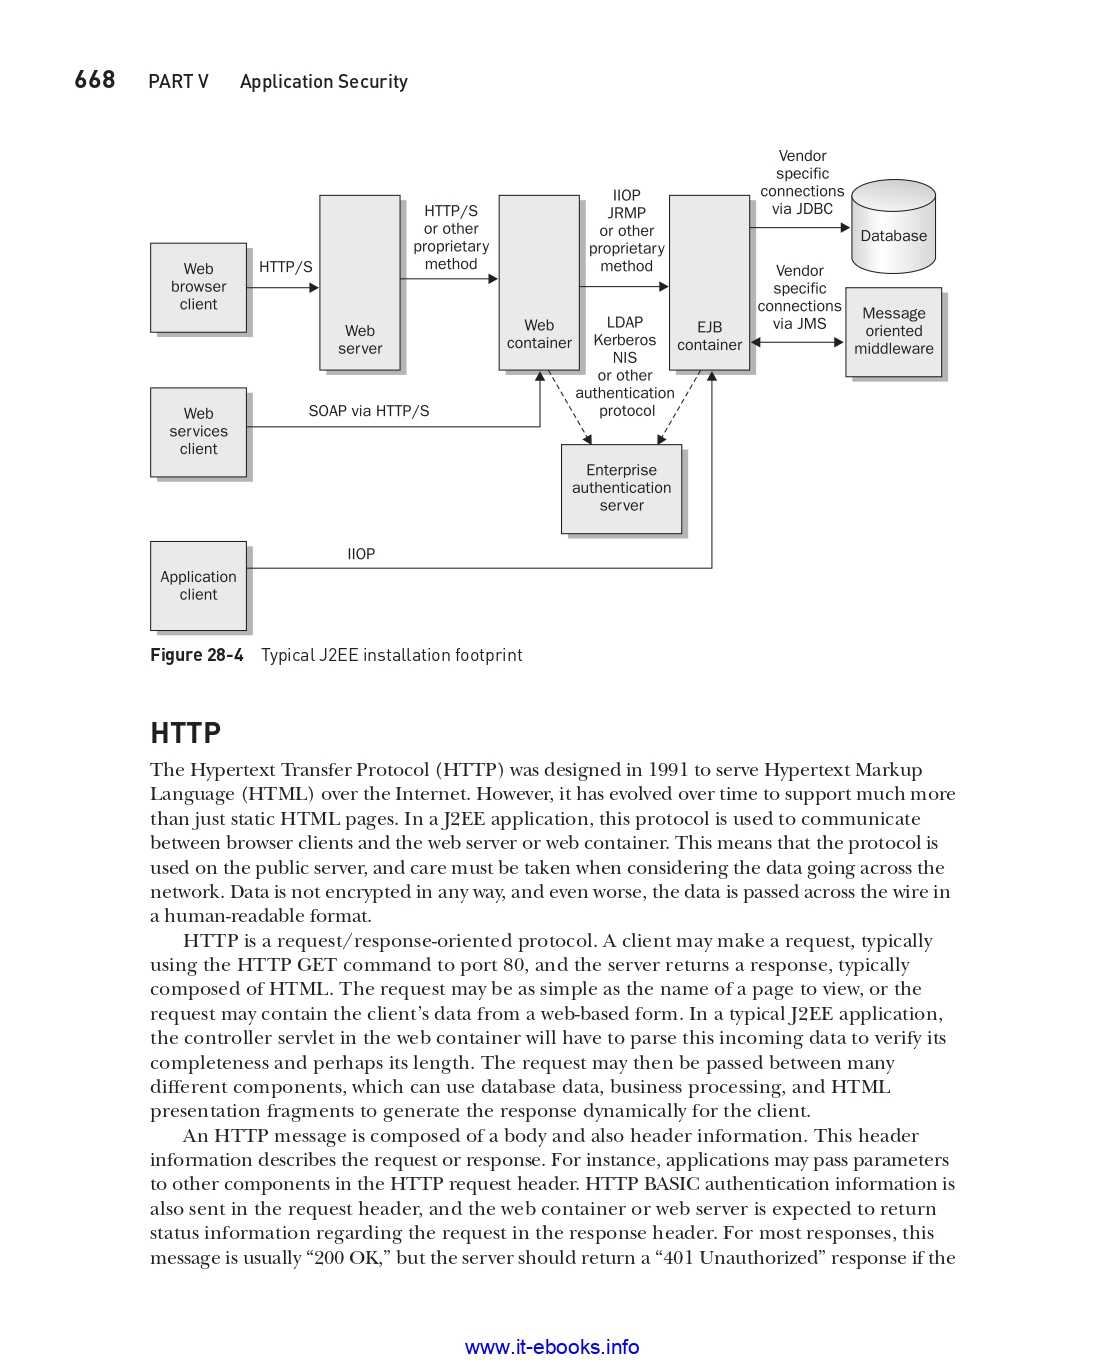 668 PART V Application Security
Vendor
specific
connections
via JDBC
Database
IIOP
JRMP
or other
proprietary
method
HTTP/S
or other
proprietary
method
HTTP/S
Web
browser
client
Web
server
Web
container
EJB
container
Vendor
specific
connections
via JMS
Message
oriented
middleware
LDAP
Kerberos
NIS
or other
authentication
protocol
Web
services
client
SOAP via HTTP/S
Enterprise
authentication
server
Application
client
IIOP
Figure 28-4 Typical J2EE installation footprint
HTTP
The Hypertext Transfer Protocol (HTTP) was designed in 1991 to serve Hypertext Markup
Language (HTML) over the Internet. However, it has evolved over time to support much more
than just static HTML pages. In a J2EE application, this protocol is used to communicate
between browser clients and the web server or web container. This means that the protocol is
used on the public server, and care must be taken when considering the data going across the
network. Data is not encrypted in any way, and even worse, the data is passed across the wire in
a human-readable format.
HTTP is a request/response-oriented protocol. A client may make a request, typically
using the HTTP GET command to port 80, and the server returns a response, typically
composed of HTML. The request may be as simple as the name of a page to view, or the
request may contain the client’s data from a web-based form. In a typical J2EE application,
the controller servlet in the web container will have to parse this incoming data to verify its
completeness and perhaps its length. The request may then be passed between many
different components, which can use database data, business processing, and HTML
presentation fragments to generate the response dynamically for the client.
An HTTP message is composed of a body and also header information. This header
information describes the request or response. For instance, applications may pass parameters
to other components in the HTTP request header. HTTP BASIC authentication information is
also sent in the request header, and the web container or web server is expected to return
status information regarding the request in the response header. For most responses, this
message is usually “200 OK,” but the server should return a “401 Unauthorized” response if the
www.it-ebooks.info